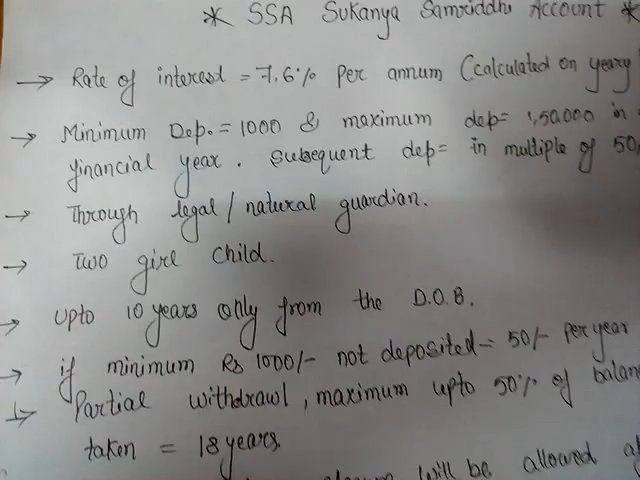 * SSA Sukanya Samriddhi Account *
→ Rate of interest = 7.6% per annum (calculated on yeary
→ Minimum Dep. = 1000 & maximum dep= 1,50,000 in
financial year. Subsequent dep= in multiple of 50
→ Through legal / natural guardian.
→ Two girl child.
→ upto 10 years only from the D.O.B.
→ if minimum Rs 1000/- not deposited = 50/- per year
→ Partial withdrawl, maximum upto 50% of balan
taken = 18 years.
will be allowed